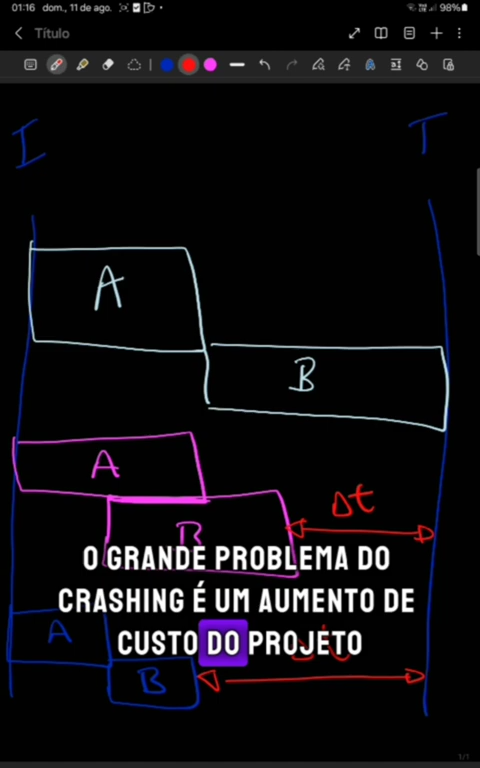 01:16 dom., 11 de ago.
98%
Título
I
T
A
B
A
B
Δt
O GRANDE PROBLEMA DO
CRASHING É UM AUMENTO DE
CUSTO DO PROJETO
A
B
1/1